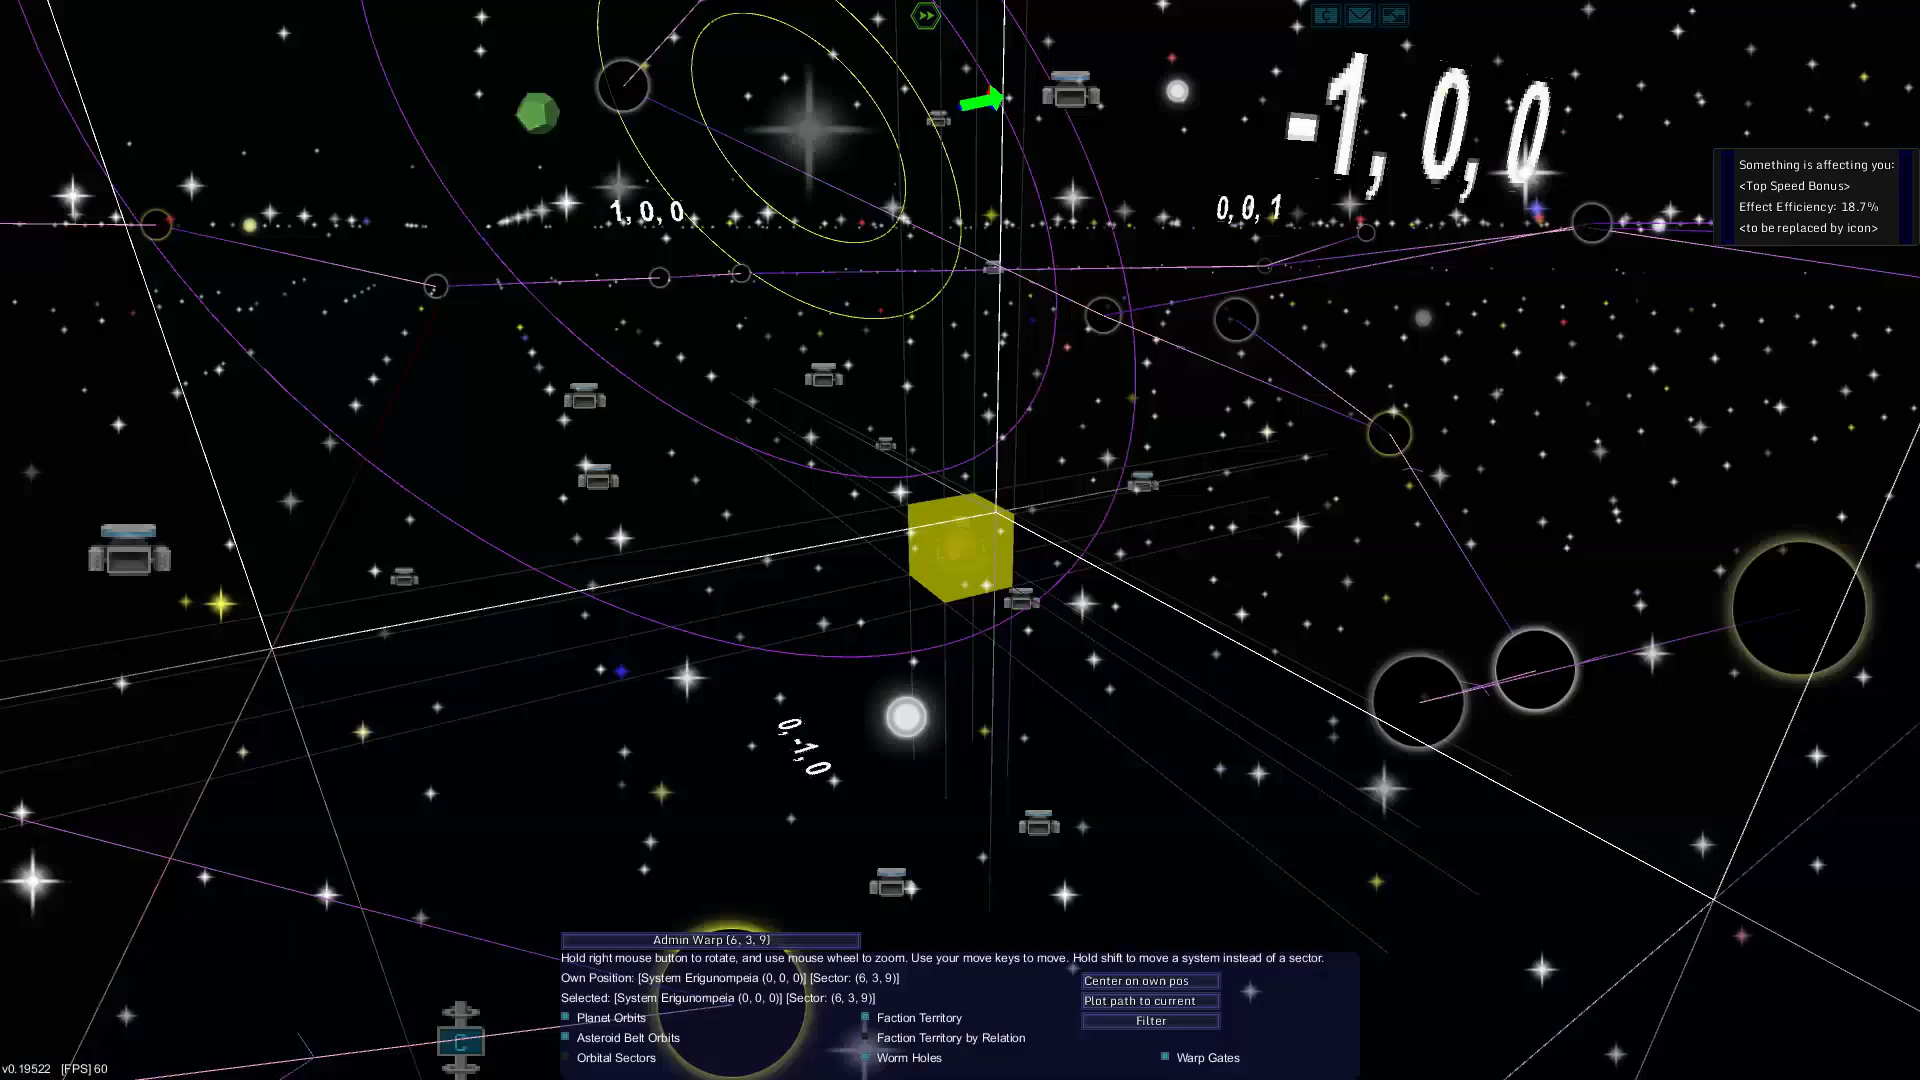 -1, 0, 0
Something is affecting you:
<Top Speed Bonus>
Effect Efficiency: 18.7%
<to be replaced by icon>
1, 0, 0
0, 0, 1
0, -1, 0
Admin Warp (6, 3, 9)
Hold right mouse button to rotate, and use mouse wheel to zoom. Use your move keys to move. Hold shift to move a system instead of a sector.
Own Position: [System Erigunompeia (0, 0, 0)] [Sector: (6, 3, 9)]
Center on own pos
Selected: [System Erigunompeia (0, 0, 0)] [Sector: (6, 3, 9)]
Plot path to current
Planet Orbits
Faction Territory
Filter
Asteroid Belt Orbits
Faction Territory by Relation
Orbital Sectors
Worm Holes
Warp Gates
v0.19522 [FPS] 60